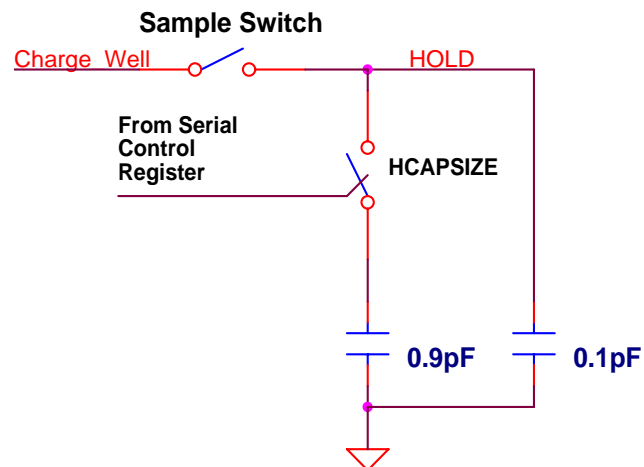 Sample Switch
Charge Well
HOLD
From Serial
Control
Register
HCAPSIZE
0.9pF
0.1pF